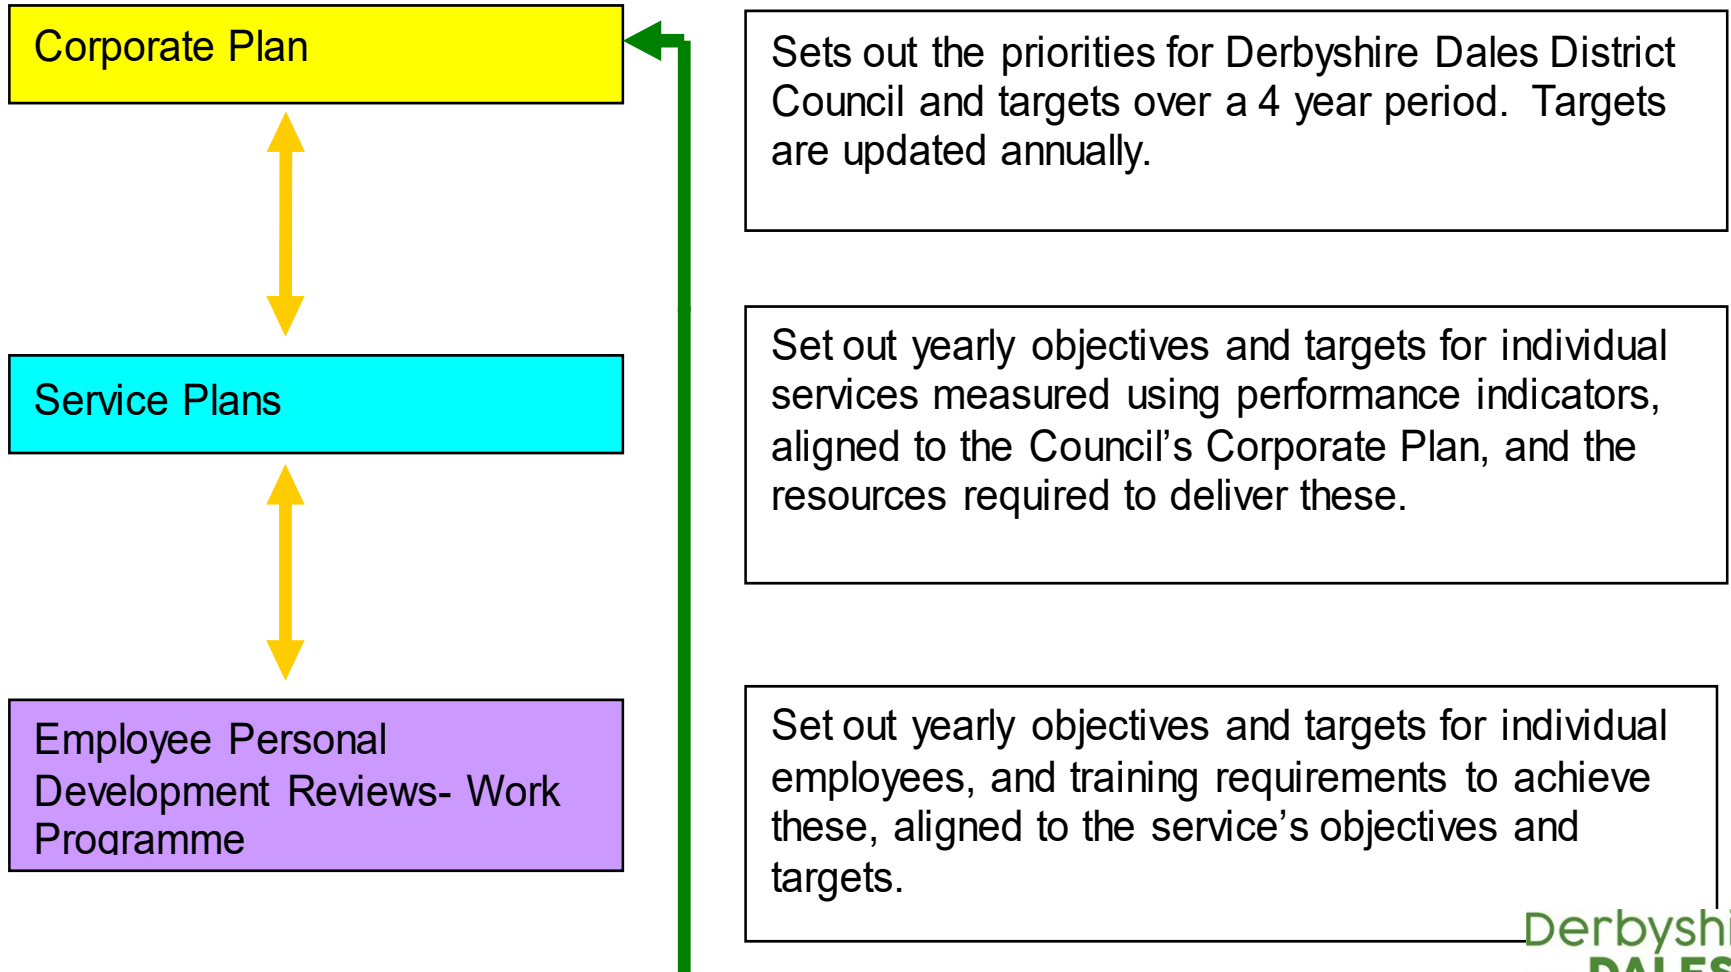 Corporate Plan
Sets out the priorities for Derbyshire Dales District
Council and targets over a 4 year period. Targets
are updated annually.
Service Plans
Set out yearly objectives and targets for individual
services measured using performance indicators,
aligned to the Council’s Corporate Plan, and the
resources required to deliver these.
Employee Personal
Development Reviews- Work
Programme
Set out yearly objectives and targets for individual
employees, and training requirements to achieve
these, aligned to the service’s objectives and
targets.
Derbyshi
DALES